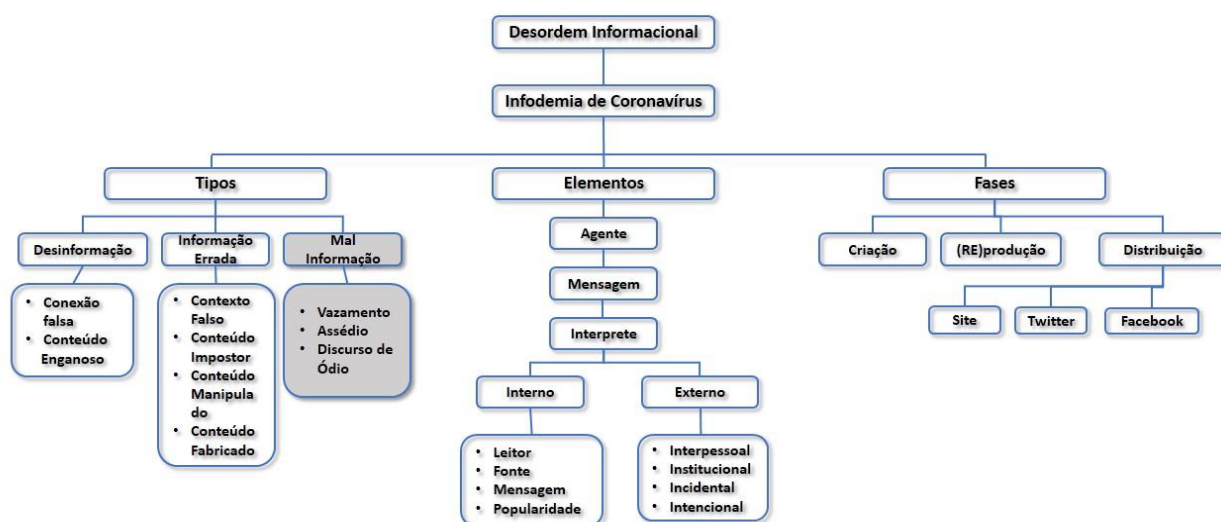 Desordem Informacional
Infodemia de Coronavírus
Tipos
Elementos
Fases
Desinformação
Informação
Errada
Mal
Informação
• Conexão
falsa
• Conteúdo
Enganoso
• Contexto
Falso
• Conteúdo
Impostor
• Conteúdo
Manipula
do
• Conteúdo
Fabricado
• Vazamento
• Assédio
• Discurso de
Ódio
Agente
Mensagem
Interprete
Interno
Externo
• Leitor
• Fonte
• Mensagem
• Popularidade
• Interpessoal
• Institucional
• Incidental
• Intencional
Criação
(RE)produção
Distribuição
Site
Twitter
Facebook